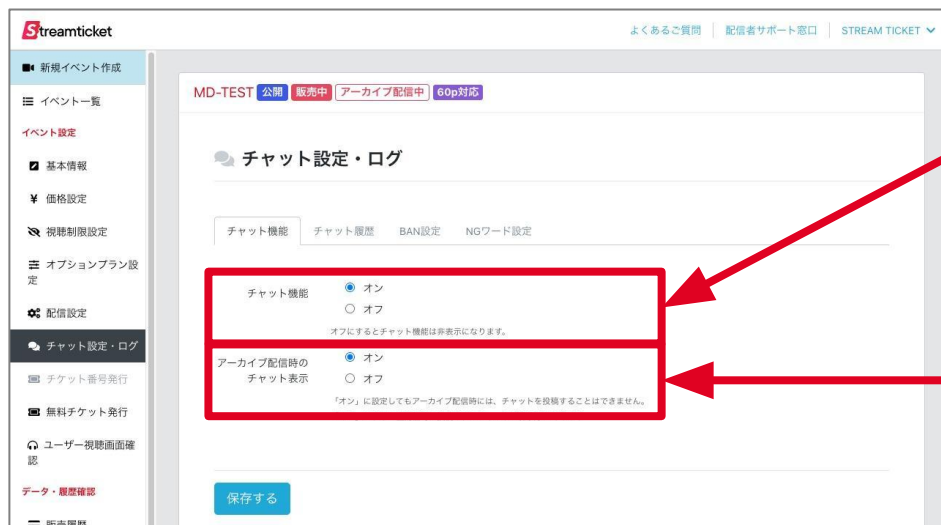 Streamticket
よくあるご質問
配信者サポート窓口
STREAM TICKET
新規イベント作成
イベント一覧
イベント設定
基本情報
¥ 価格設定
視聴制限設定
オプションプラン設
定
配信設定
チャット設定・ログ
チケット番号発行
無料チケット発行
ユーザー視聴画面確
認
データ・履歴確認
販売履歴
MD-TEST 公開 販売中 アーカイブ配信中 60p対応
チャット設定・ログ
チャット機能 チャット履歴 BAN設定 NGワード設定
チャット機能
オン
オフ
オフにするとチャット機能は非表示になります。
アーカイブ配信時の
チャット表示
オン
オフ
「オン」に設定してもアーカイブ配信時には、チャットを投稿することはできません。
保存する